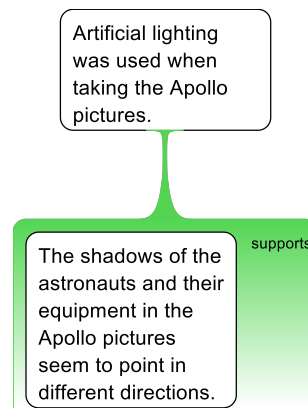 Artificial lighting
was used when
taking the Apollo
pictures.
supports
The shadows of the
astronauts and their
equipment in the
Apollo pictures
seem to point in
different directions.